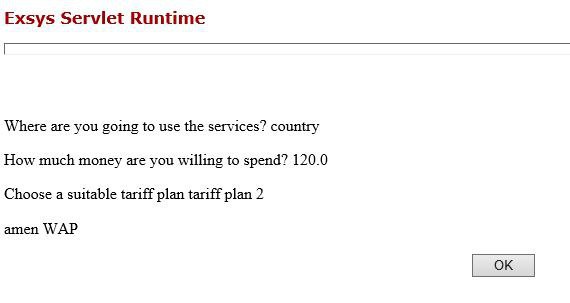 Exsys Servlet Runtime
Where are you going to use the services? country
How much money are you willing to spend? 120.0
Choose a suitable tariff plan tariff plan 2
amen WAP
OK